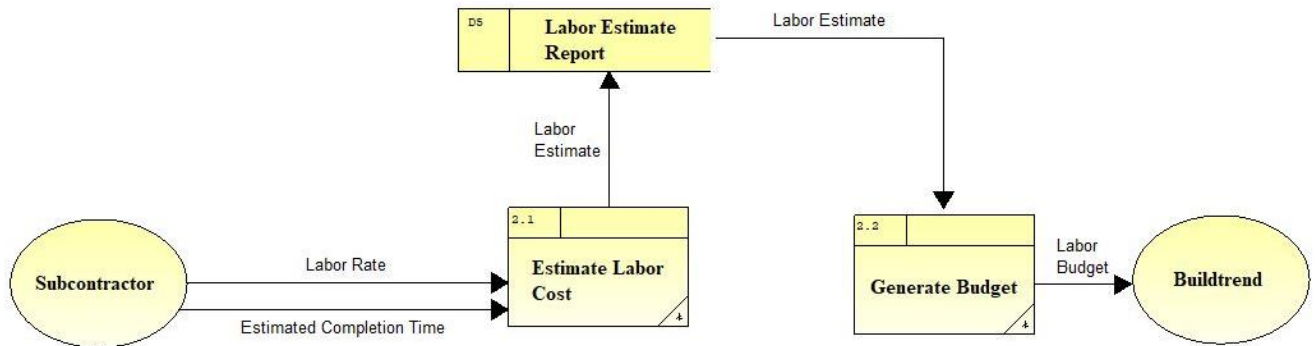 D5
Labor Estimate
Report
Labor Estimate
Labor
Estimate
2.1
Estimate Labor
Cost
Subcontractor
Labor Rate
Estimated Completion Time
2.2
Generate Budget
Labor
Budget
Buildtrend